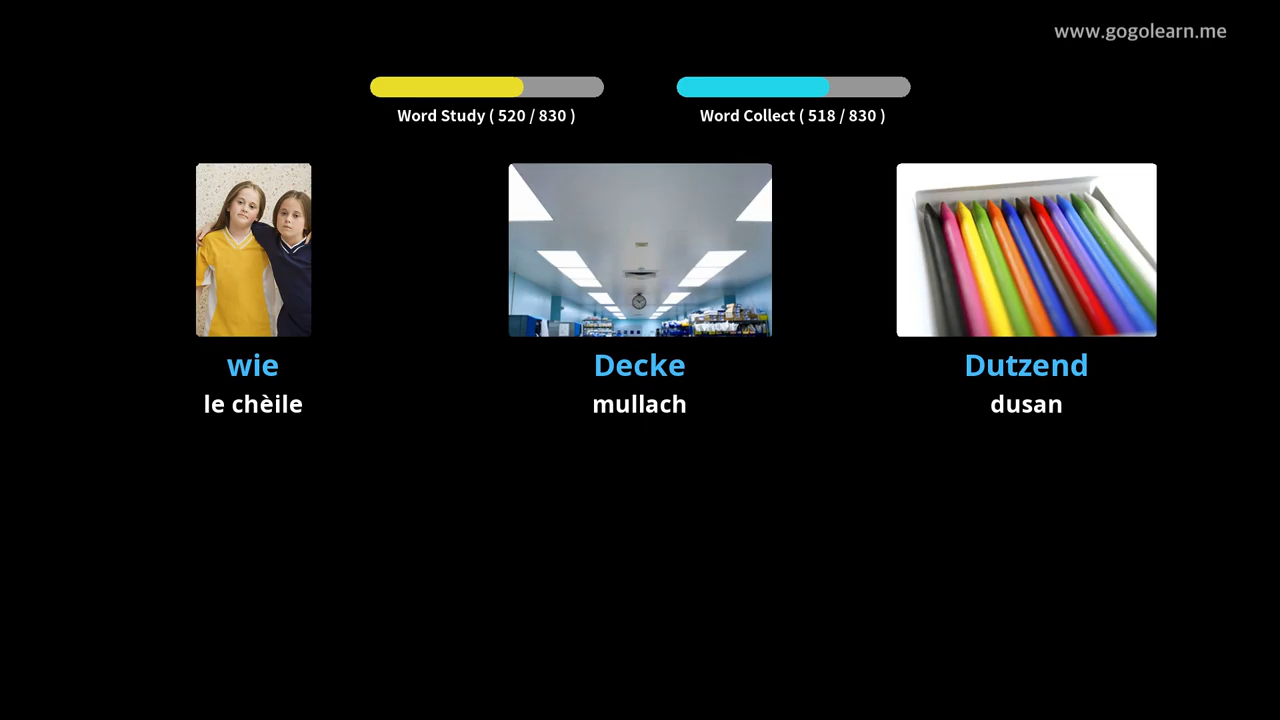 www.gogolearn.me
Word Study ( 520 / 830 )
Word Collect ( 518 / 830 )
wie
le chèile
Decke
mullach
Dutzend
dusan